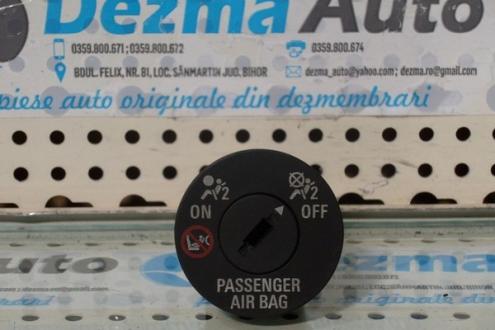 Dezma Auto
0359.800.671 ; 0359.800.672
0359.800.674
BOUL. FELIX, NR. 81, LOC. SÂNMARTIN JUD. BIHOR
dezma_auto@yahoo.com ; dezma.ro@gmail.com
piese auto originale din dezmembrari
2
2
ON
OFF
PASSENGER
AIR BAG
Dezma